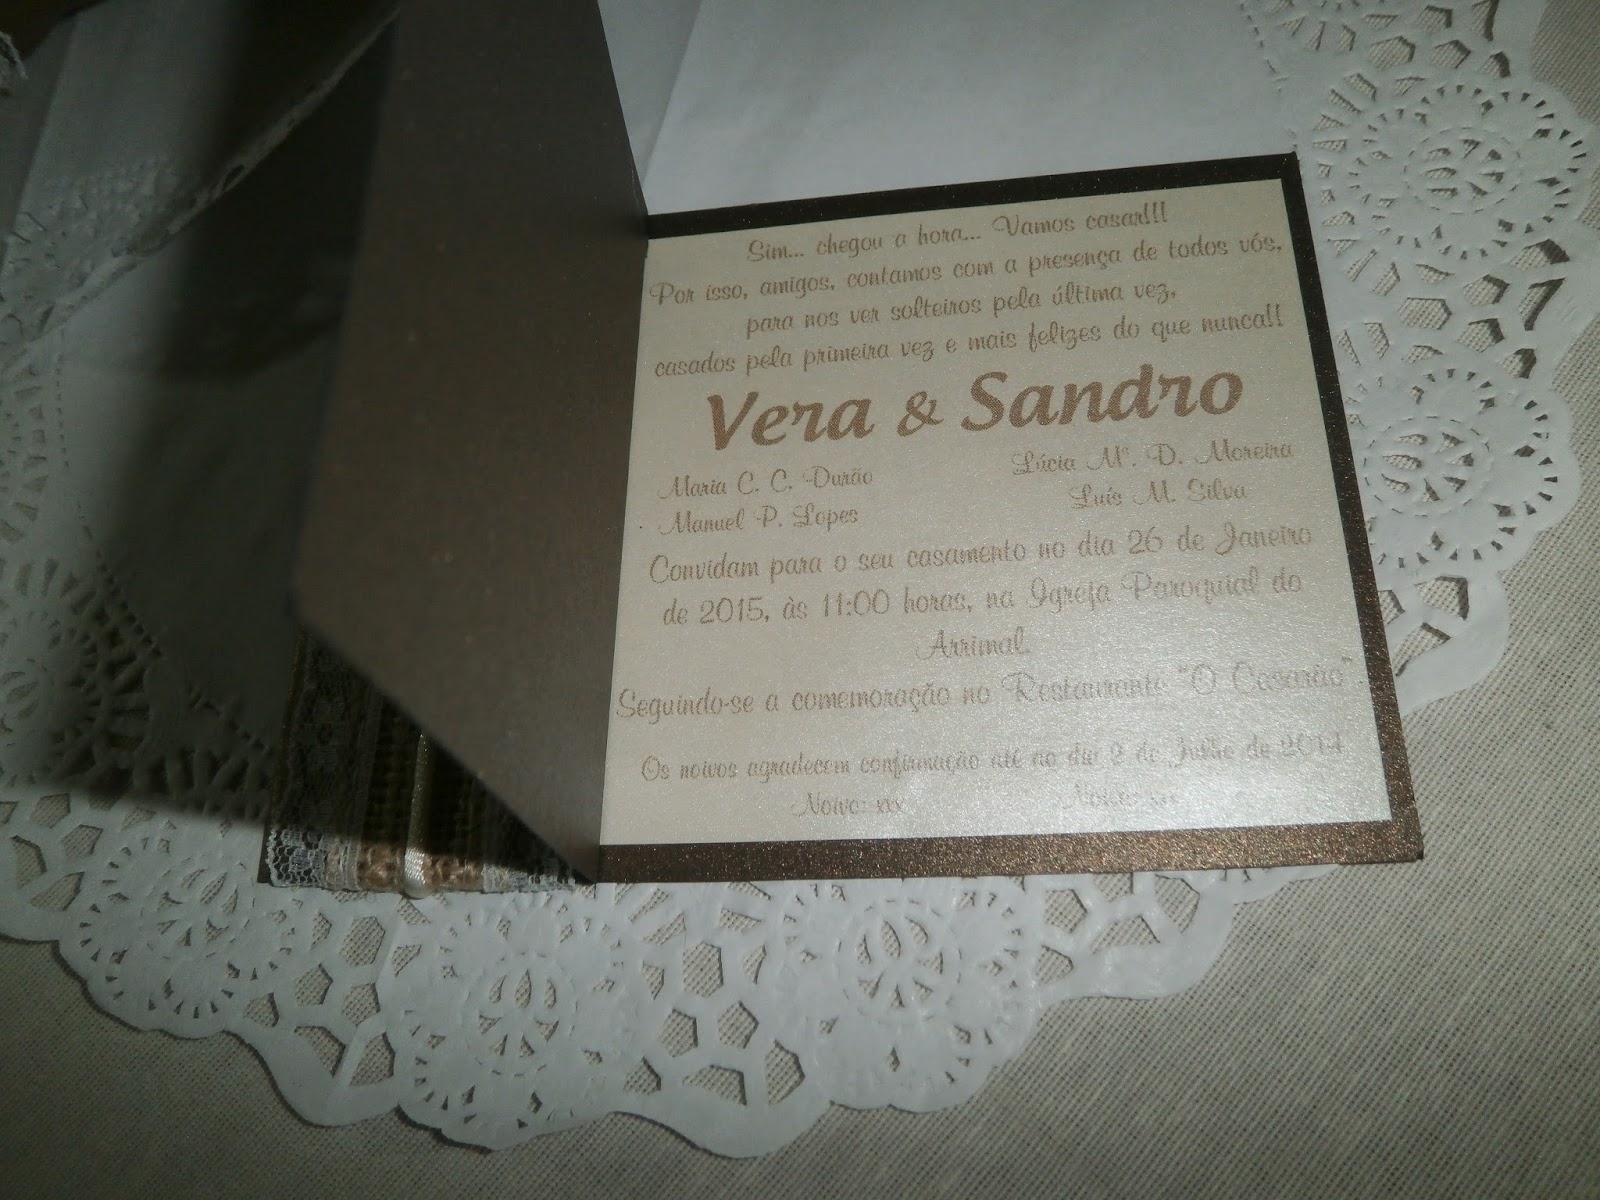 Sim... chegou a hora... Vamos casar!!!
Por isso, amigos, contamos com a presença de todos vós,
para nos ver solteiros pela última vez,
casados pela primeira vez e mais felizes do que nunca!!
Vera & Sandro
Maria C. C. Durão
Manuel P. Lopes
Lúcia Mª. D. Moreira
Luís M. Silva
Convidam para o seu casamento no dia 26 de Janeiro
de 2015, às 11:00 horas, na Igreja Paroquial do
Arrimal.
Seguindo-se a comemoração no Restaurante "O Casarão"
Os noivos agradecem confirmação até ao dia 2 de Julho de 2014
Noivo: xxx